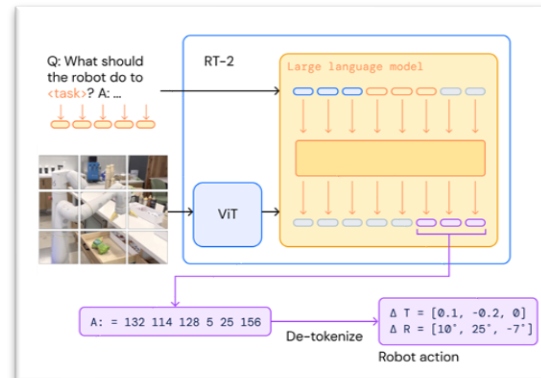 Q: What should
the robot do to
<task>? A: ...
RT-2
Large language model
ViT
A: = 132 114 128 5 25 156
De-tokenize
Δ T = [0.1, -0.2, 0]
Δ R = [10°, 25°, -7°]
Robot action